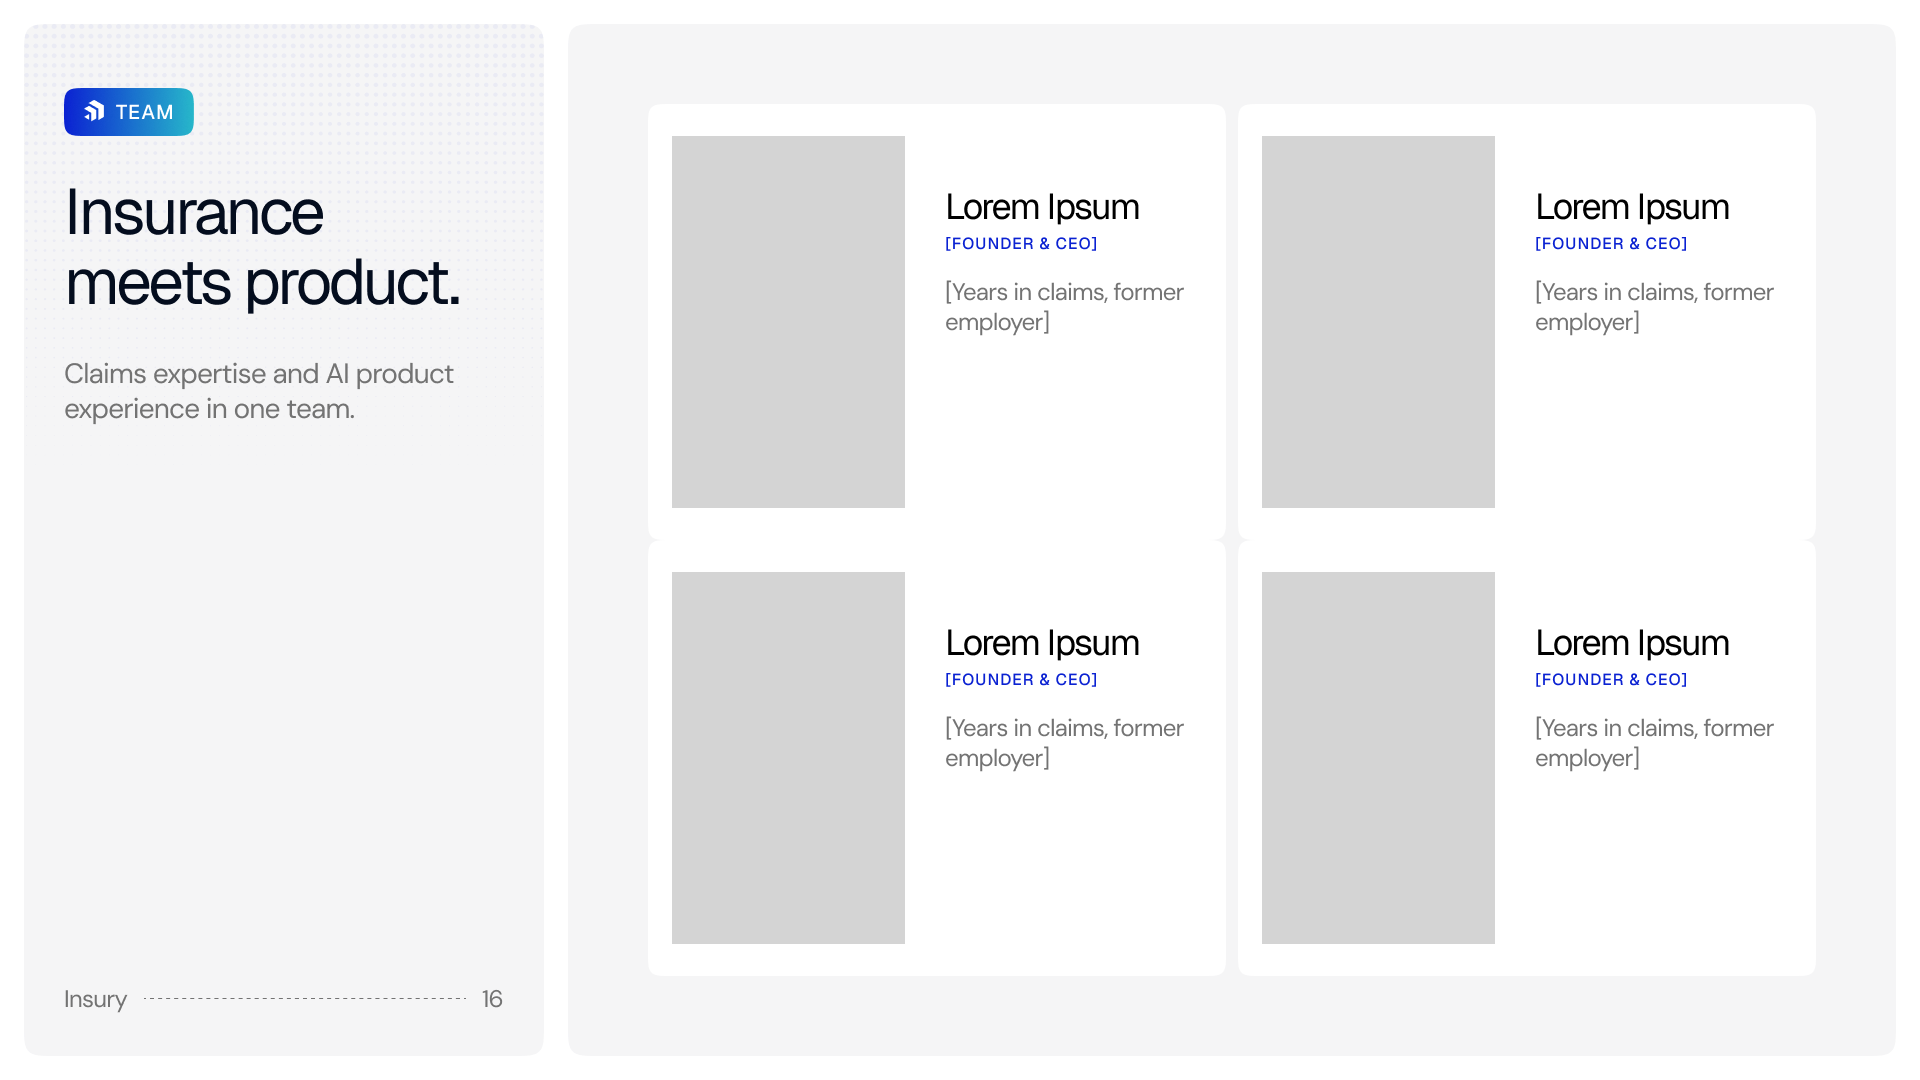 TEAM
Insurance
meets product.
Claims expertise and AI product
experience in one team.
Insury
16
Lorem Ipsum
[FOUNDER & CEO]
[Years in claims, former
employer]
Lorem Ipsum
[FOUNDER & CEO]
[Years in claims, former
employer]
Lorem Ipsum
[FOUNDER & CEO]
[Years in claims, former
employer]
Lorem Ipsum
[FOUNDER & CEO]
[Years in claims, former
employer]